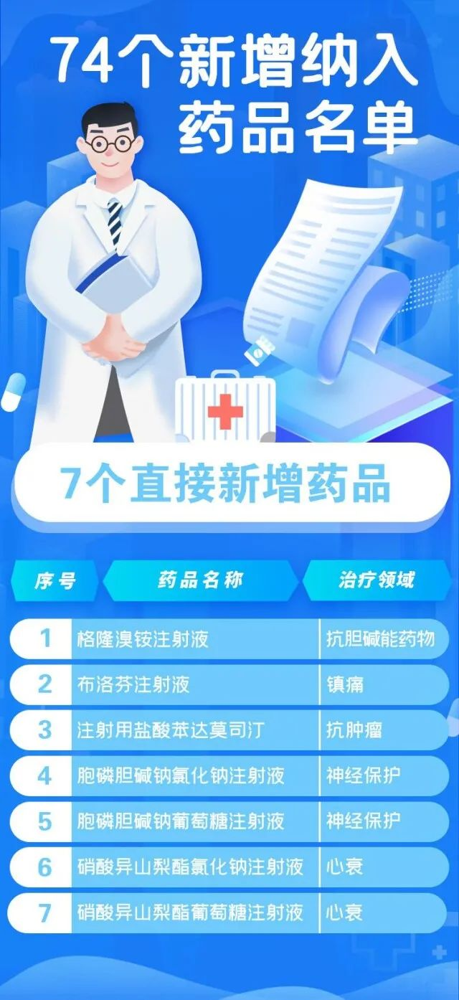 74个新增纳入
药品名单
7个直接新增药品
序号 药品名称 治疗领域
1 格隆溴铵注射液 抗胆碱能药物
2 布洛芬注射液 镇痛
3 注射用盐酸苯达莫司汀 抗肿瘤
4 胞磷胆碱钠氯化钠注射液 神经保护
5 胞磷胆碱钠葡萄糖注射液 神经保护
6 硝酸异山梨酯氯化钠注射液 心衰
7 硝酸异山梨酯葡萄糖注射液 心衰